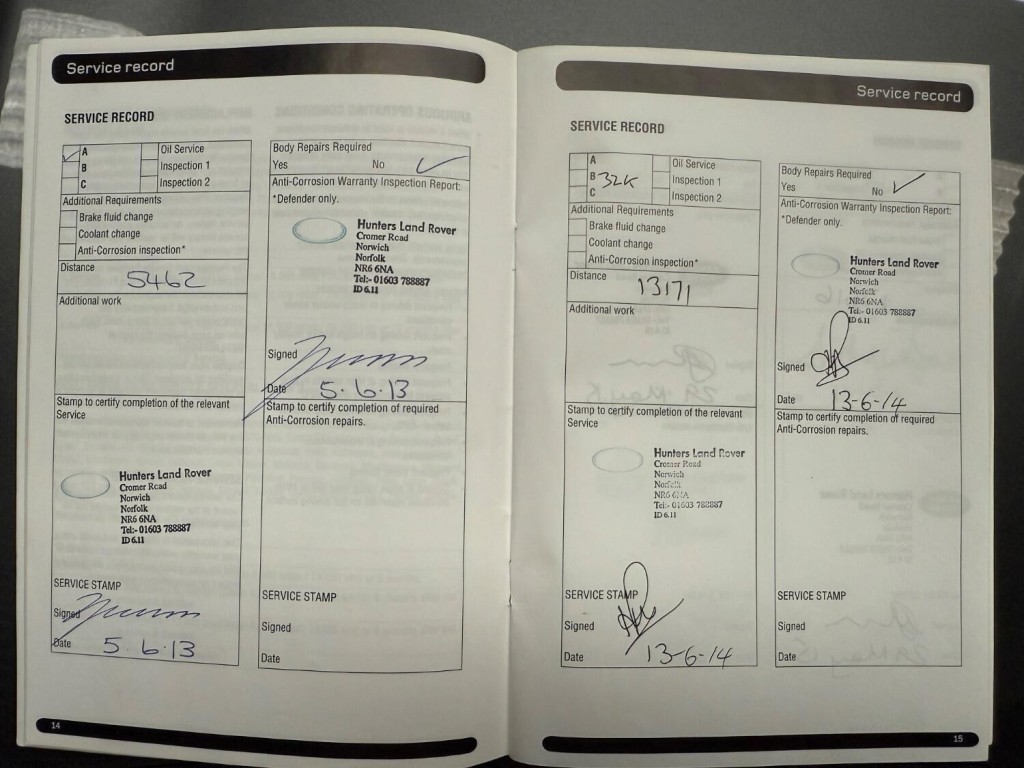 Service record
SERVICE RECORD
A
B
C
Oil Service
Inspection 1
Inspection 2
Additional Requirements
Brake fluid change
Coolant change
Anti-Corrosion inspection*
Distance
5462
Additional work
Stamp to certify completion of the relevant
Service
Hunters Land Rover
Cromer Road
Norwich
Norfolk
NR6 6NA
Tel:- 01603 788887
ID 6.11
SERVICE STAMP
Signed
Date 5.6.13
Body Repairs Required
Yes No
Anti-Corrosion Warranty Inspection Report:
*Defender only.
Hunters Land Rover
Cromer Road
Norwich
Norfolk
NR6 6NA
Tel:- 01603 788887
ID 6.11
Signed
Date 5.6.13
Stamp to certify completion of required
Anti-Corrosion repairs.
SERVICE STAMP
Signed
Date
14
Service record
SERVICE RECORD
A
B 32K
C
Oil Service
Inspection 1
Inspection 2
Additional Requirements
Brake fluid change
Coolant change
Anti-Corrosion inspection*
Distance
13171
Additional work
Stamp to certify completion of the relevant
Service
Hunters Land Rover
Cromer Road
Norwich
Norfolk
NR6 6NA
Tel:- 01603 788887
ID 6.11
SERVICE STAMP
Signed
Date 13-6-14
Body Repairs Required
Yes No
Anti-Corrosion Warranty Inspection Report:
*Defender only.
Hunters Land Rover
Cromer Road
Norwich
Norfolk
NR6 6NA
Tel:- 01603 788887
ID 6.11
Signed
Date 13-6-14
Stamp to certify completion of required
Anti-Corrosion repairs.
SERVICE STAMP
Signed
Date
15